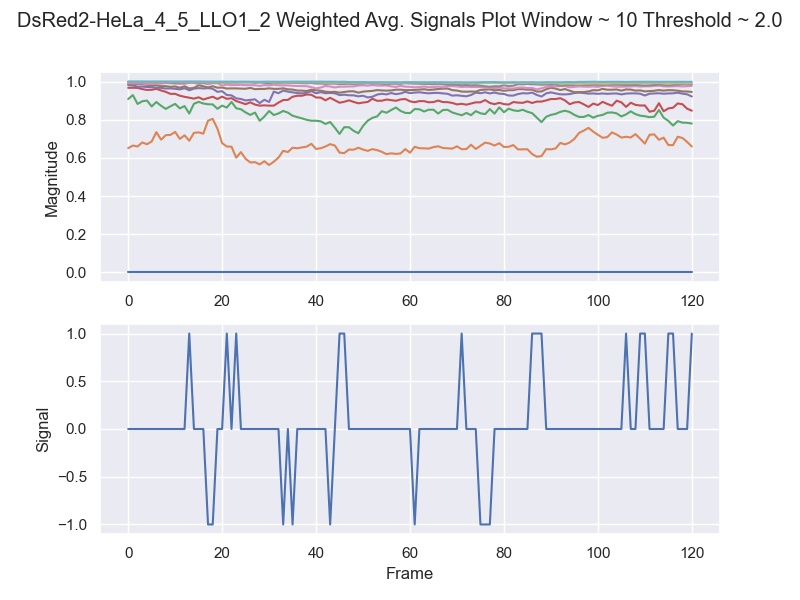 DsRed2-HeLa_4_5_LLO1_2 Weighted Avg. Signals Plot Window ~ 10 Threshold ~ 2.0
1.0
0.8
0.6
0.4
0.2
0.0
Magnitude
0 20 40 60 80 100 120
1.0
0.5
0.0
−0.5
−1.0
Signal
0 20 40 60 80 100 120
Frame